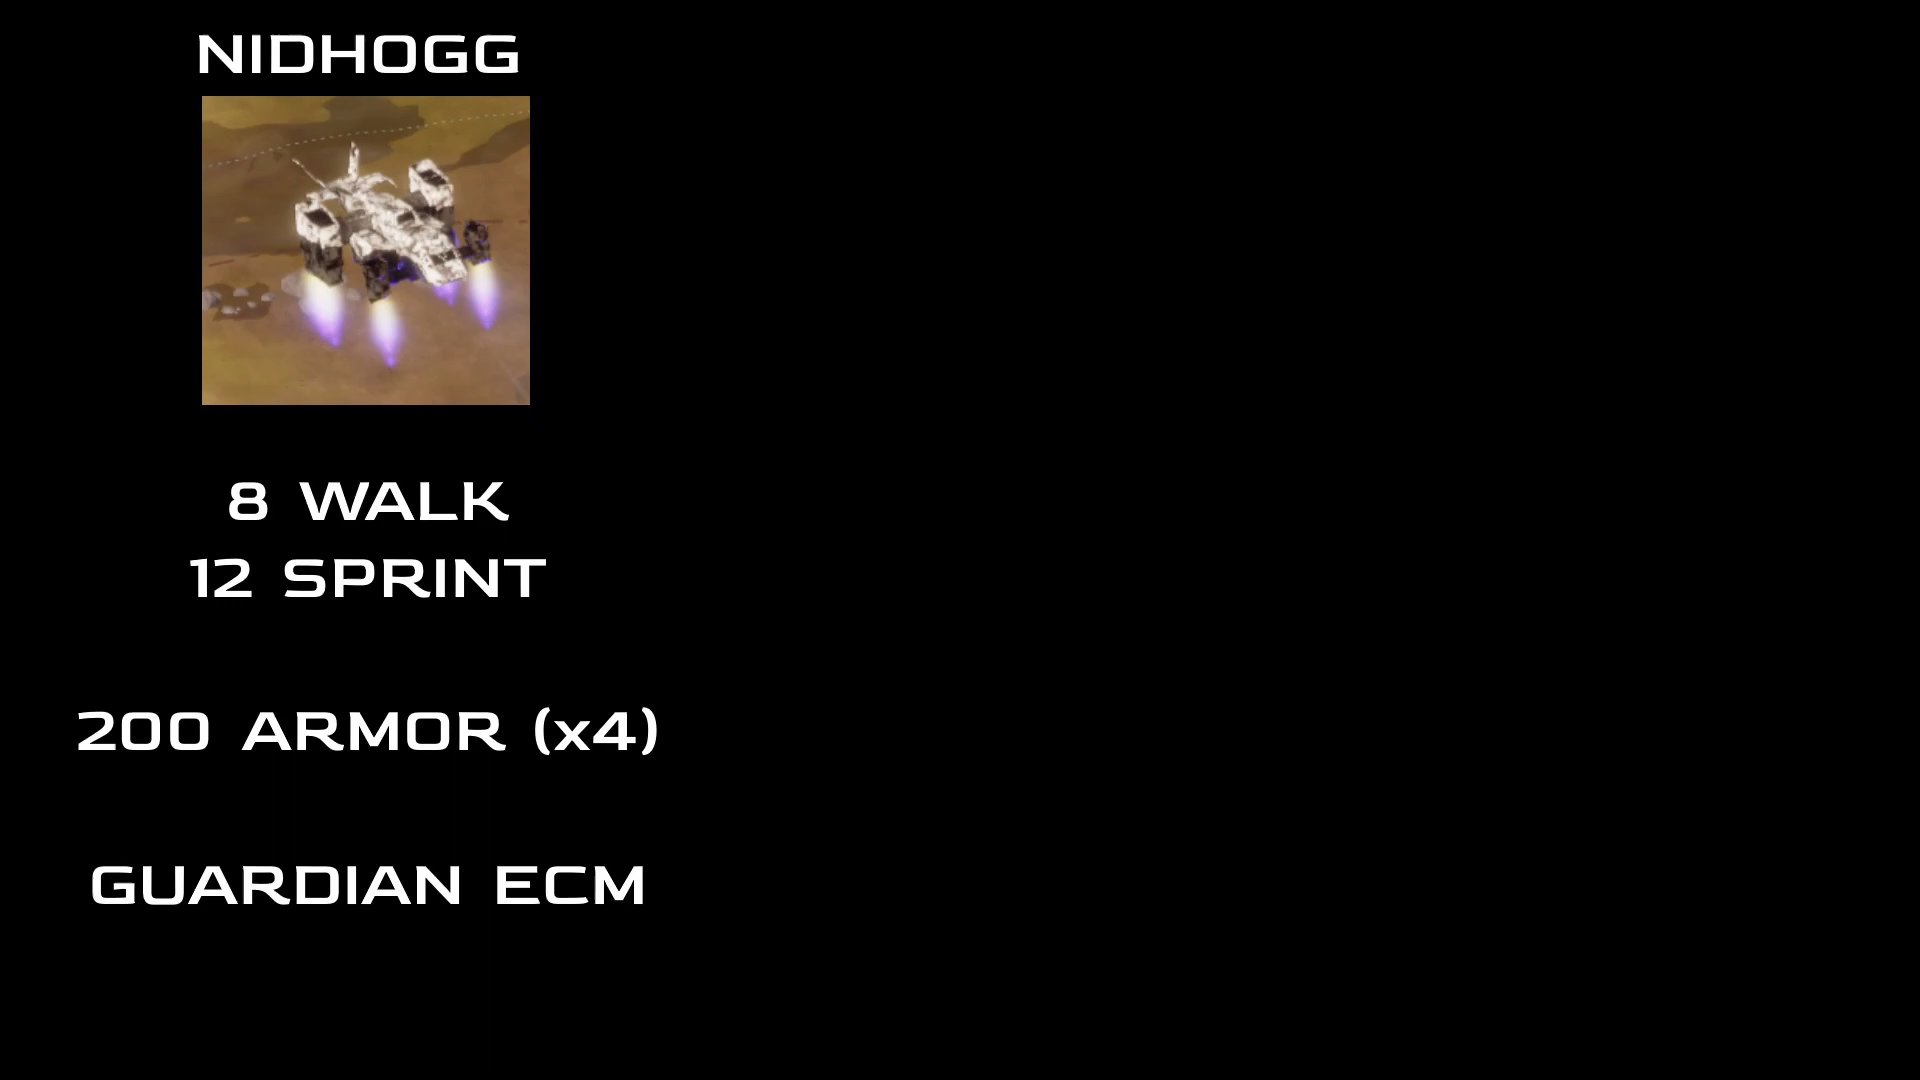 NIDHOGG
8 WALK
12 SPRINT
200 ARMOR (x4)
GUARDIAN ECM